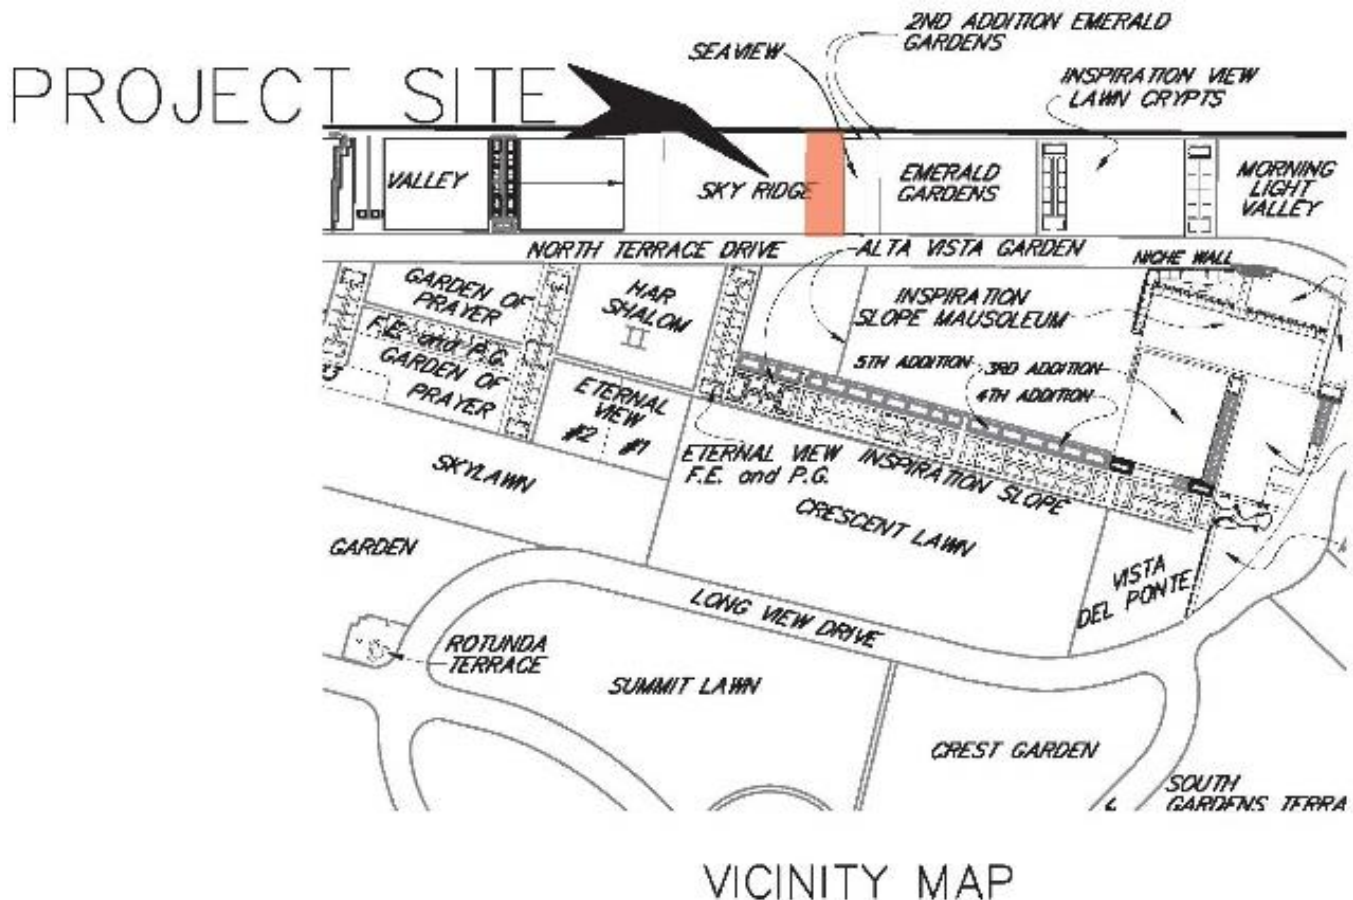 2ND ADDITION EMERALD
GARDENS
SEAVIEW
INSPIRATION VIEW
LAWN CRYPTS
PROJECT SITE
VALLEY
SKY RIDGE
EMERALD
GARDENS
MORNING
LIGHT
VALLEY
NORTH TERRACE DRIVE
ALTA VISTA GARDEN
NICHE WALL
GARDEN OF
PRAYER
HAR
SHALOM
II
INSPIRATION
SLOPE MAUSOLEUM
F.E. and P.G.
GARDEN OF
PRAYER
5TH ADDITION
3RD ADDITION
4TH ADDITION
ETERNAL
VIEW
#2 #1
ETERNAL VIEW
F.E. and P.G.
INSPIRATION SLOPE
SKYLAWN
CRESCENT LAWN
GARDEN
VISTA
DEL PONTE
LONG VIEW DRIVE
ROTUNDA
TERRACE
SUMMIT LAWN
CREST GARDEN
SOUTH
GARDENS TERRA
VICINITY MAP